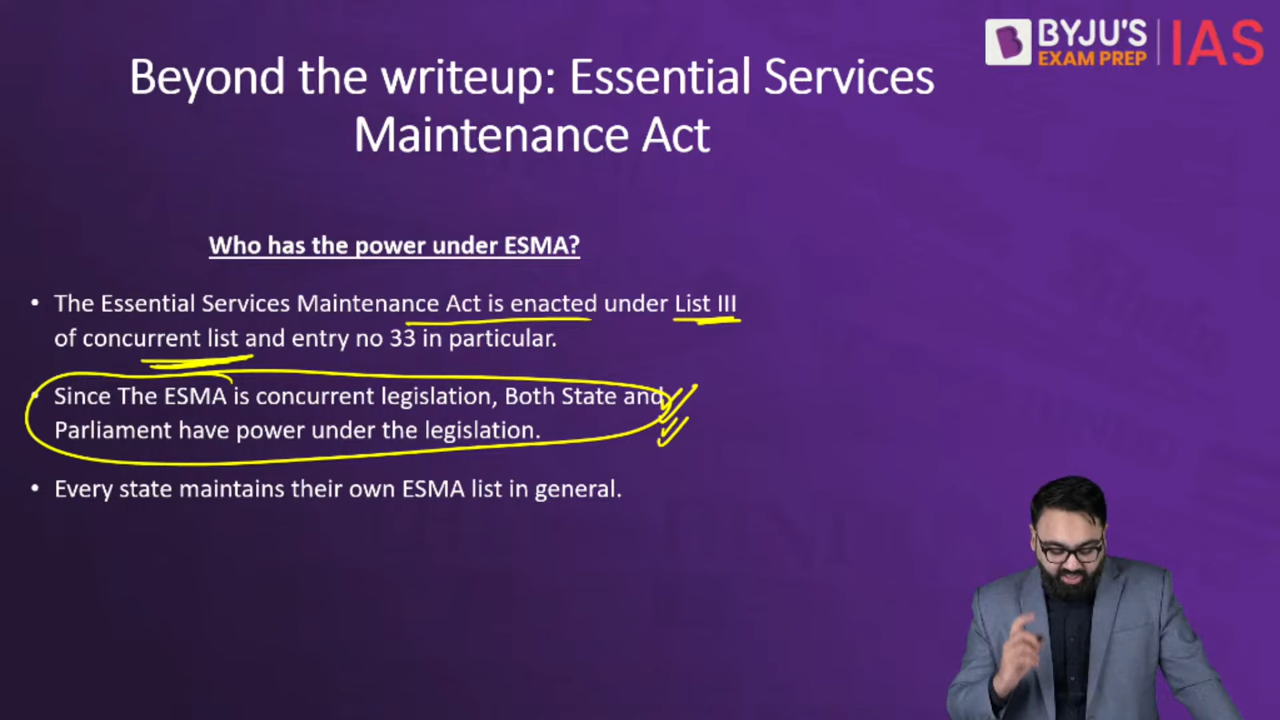 BYJU'S
EXAM PREP
IAS
Beyond the writeup: Essential Services
Maintenance Act
Who has the power under ESMA?
• The Essential Services Maintenance Act is enacted under List III
of concurrent list and entry no 33 in particular.
• Since The ESMA is concurrent legislation, Both State and
Parliament have power under the legislation.
• Every state maintains their own ESMA list in general.